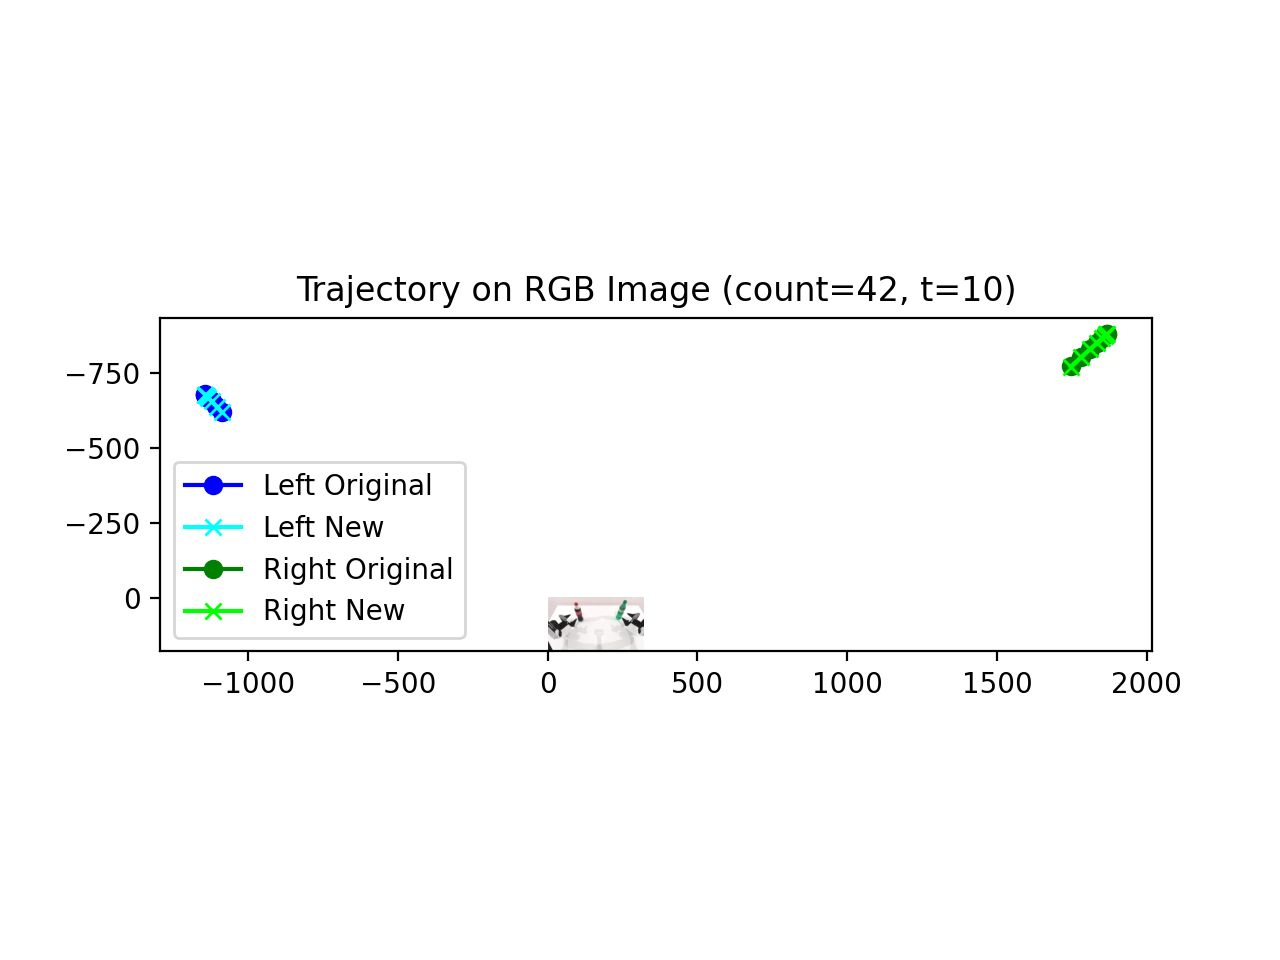 Trajectory on RGB Image (count=42, t=10)
−750
−500
−250
0
Left Original
Left New
Right Original
Right New
−1000 −500 0 500 1000 1500 2000